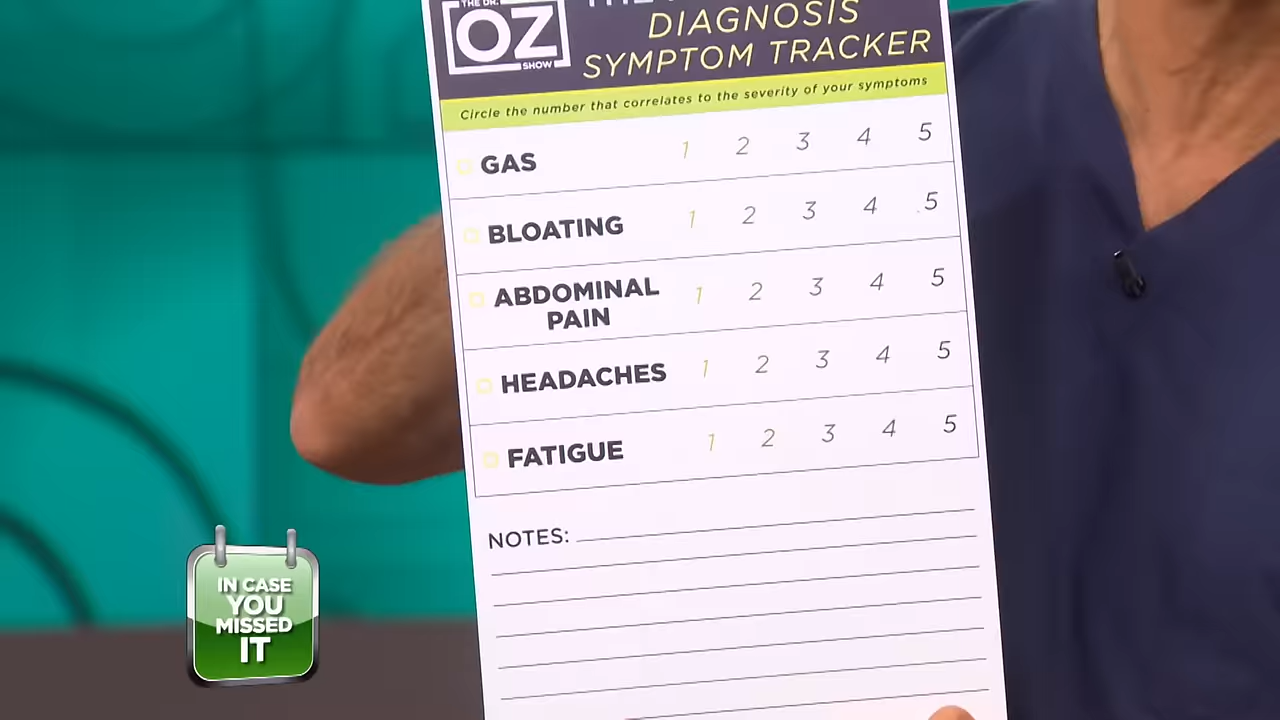 THE DR.
OZ
SHOW
DIAGNOSIS
SYMPTOM TRACKER
Circle the number that correlates to the severity of your symptoms
GAS 1 2 3 4 5
BLOATING 1 2 3 4 5
ABDOMINAL
PAIN 1 2 3 4 5
HEADACHES 1 2 3 4 5
FATIGUE 1 2 3 4 5
NOTES:
IN CASE
YOU
MISSED
IT